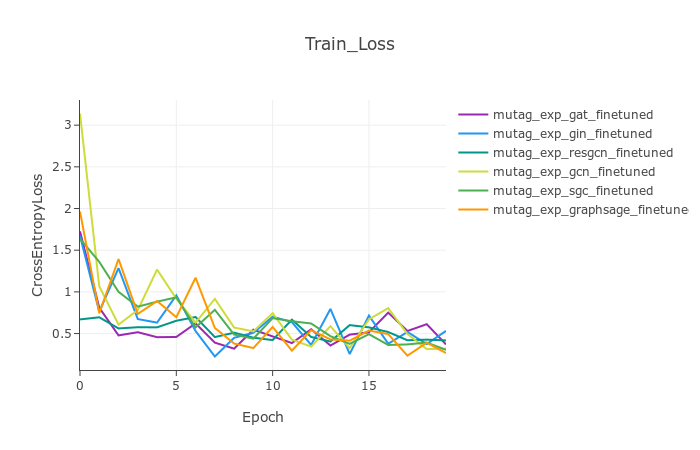 Train_Loss
CrossEntropyLoss
3
2.5
2
1.5
1
0.5
0
5
10
15
Epoch
mutag_exp_gat_finetuned
mutag_exp_gin_finetuned
mutag_exp_resgcn_finetuned
mutag_exp_gcn_finetuned
mutag_exp_sgc_finetuned
mutag_exp_graphsage_finetune